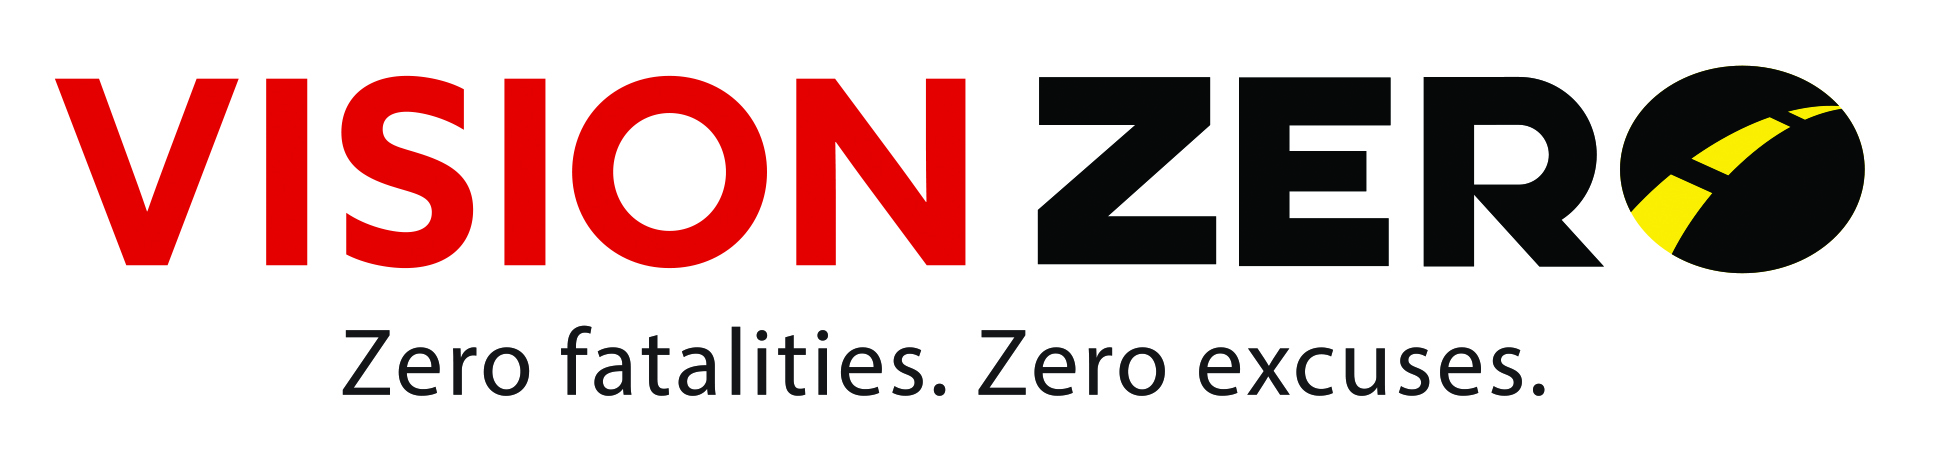 VISION ZERO
Zero fatalities. Zero excuses.